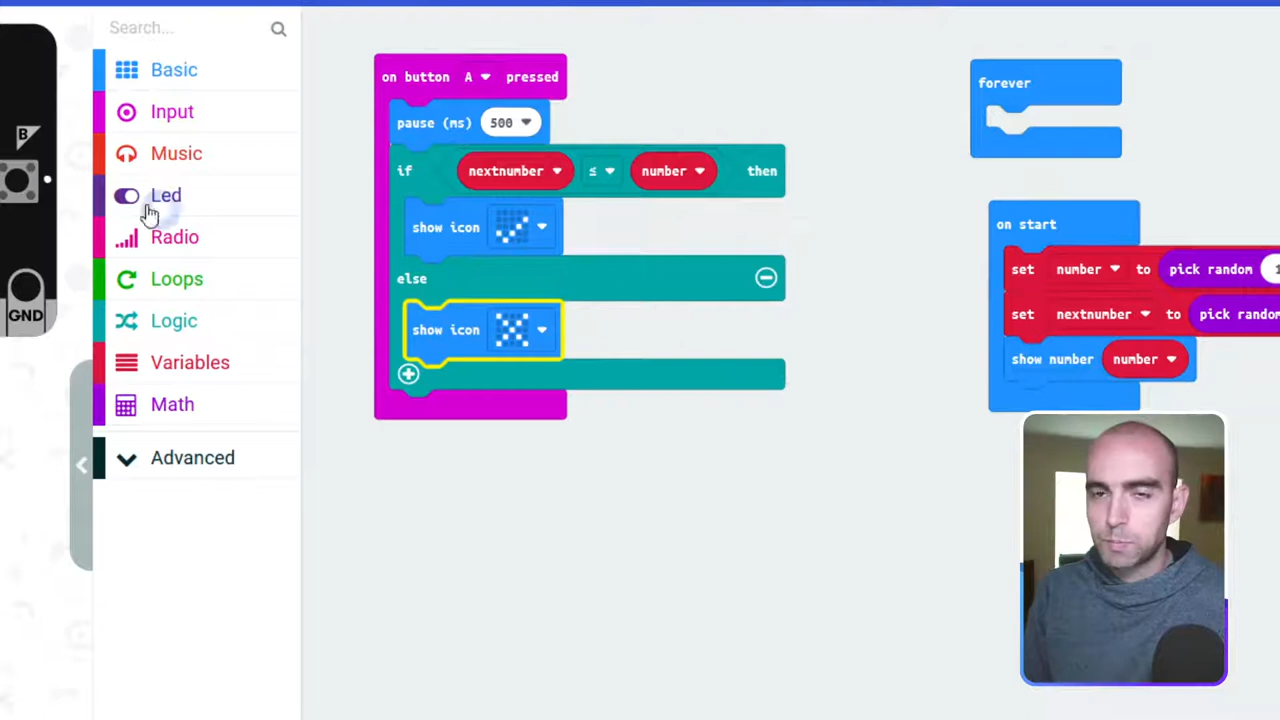 Search...
Basic
Input
Music
Led
Radio
Loops
Logic
Variables
Math
Advanced
B
GND
on button A pressed
pause (ms) 500
if nextnumber ≤ number then
show icon
else
show icon
forever
on start
set number to pick random 1
set nextnumber to pick random
show number number